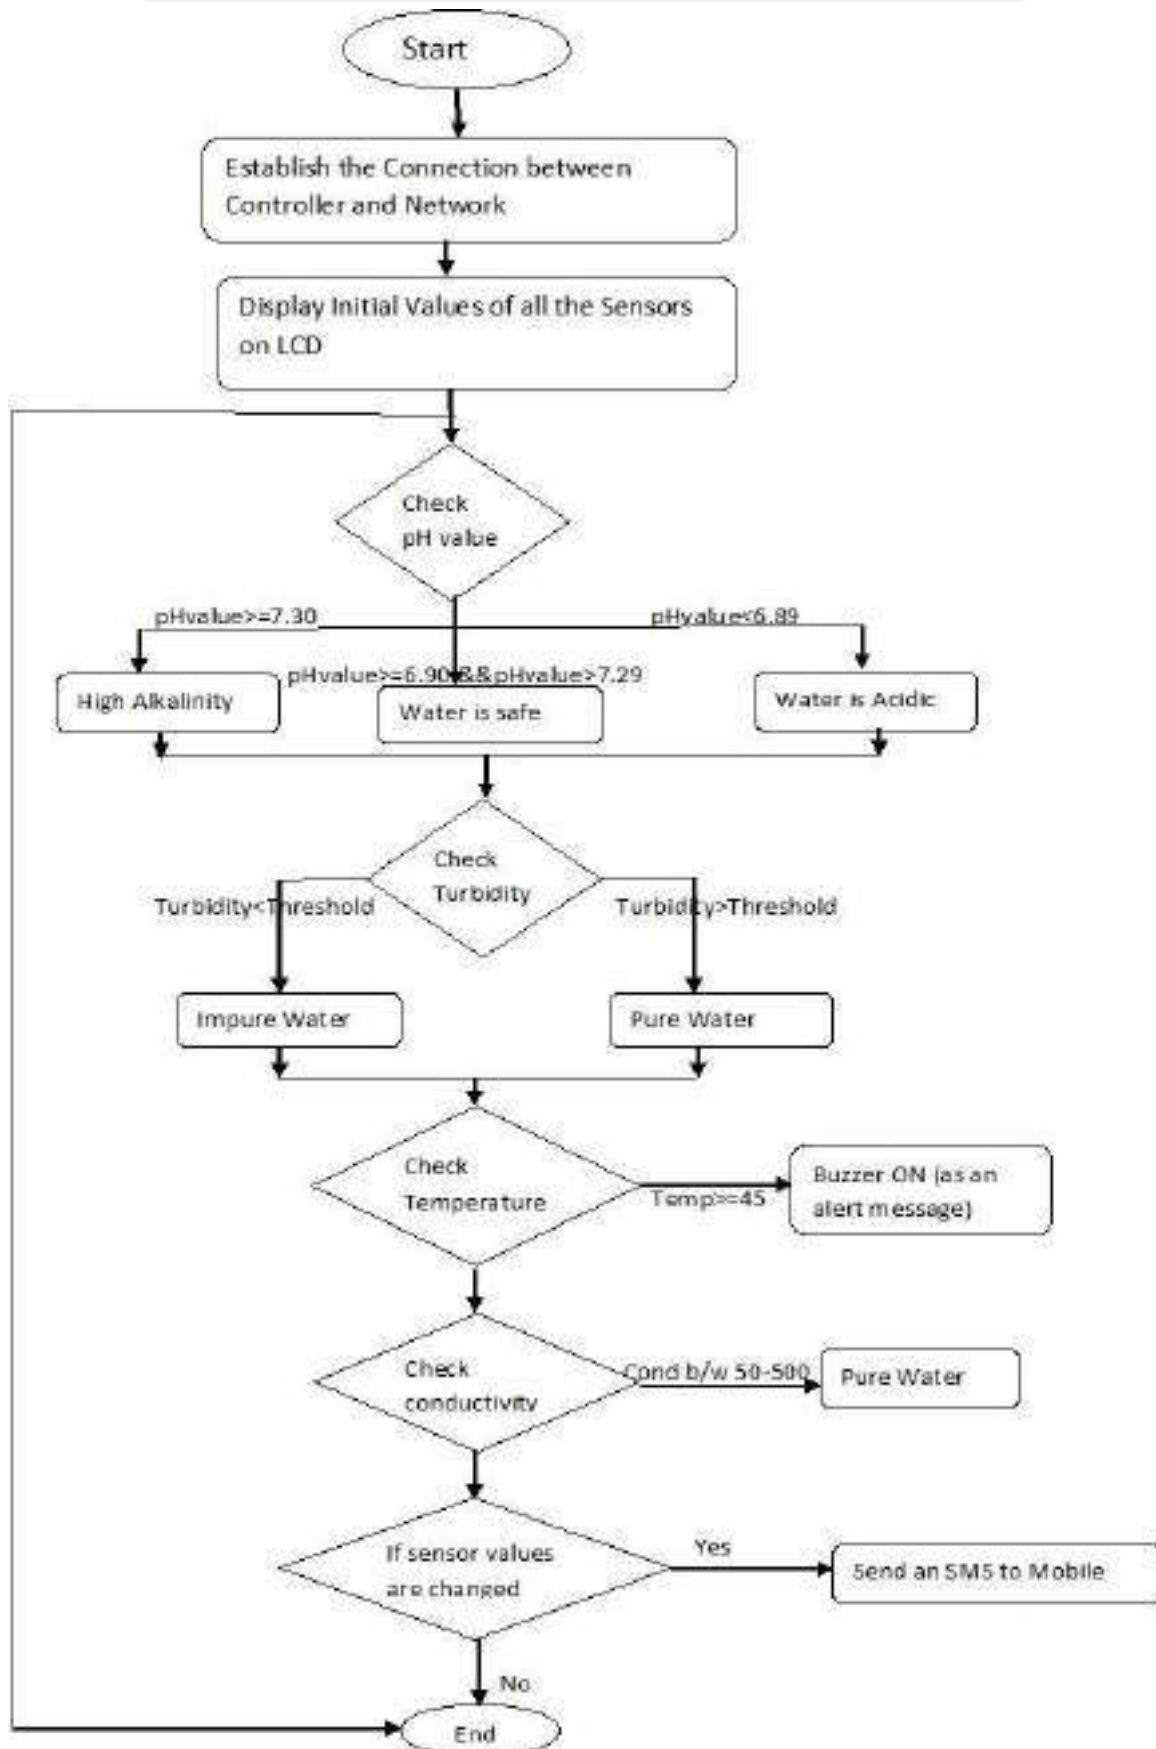 Start
Establish the Connection between
Controller and Network
Display Initial Values of all the Sensors
on LCD
Check
pH value
pHvalue>=7.30
pHvalue<6.89
pHvalue>=6.90 &&pHvalue>7.29
High Alkalinity
Water is safe
Water is Acidic
Check
Turbidity
Turbidity<Threshold
Turbidity>Threshold
Impure Water
Pure Water
Check
Temperature
Temp>=45
Buzzer ON (as an
alert message)
Check
conductivity
Cond b/w 50-500
Pure Water
If sensor values
are changed
Yes
Send an SMS to Mobile
No
End